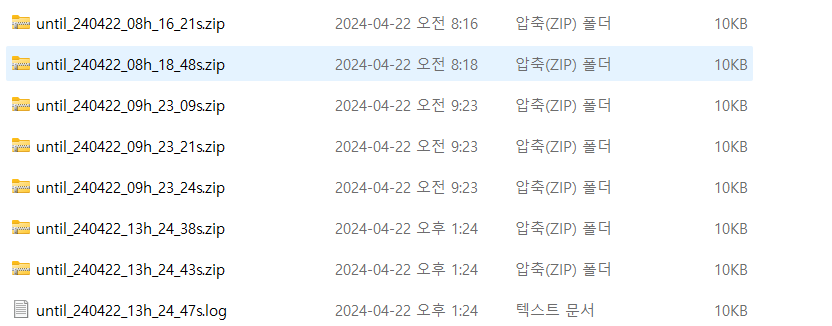 until_240422_08h_16_21s.zip 2024-04-22 오전 8:16 압축(ZIP) 폴더 10KB
until_240422_08h_18_48s.zip 2024-04-22 오전 8:18 압축(ZIP) 폴더 10KB
until_240422_09h_23_09s.zip 2024-04-22 오전 9:23 압축(ZIP) 폴더 10KB
until_240422_09h_23_21s.zip 2024-04-22 오전 9:23 압축(ZIP) 폴더 10KB
until_240422_09h_23_24s.zip 2024-04-22 오전 9:23 압축(ZIP) 폴더 10KB
until_240422_13h_24_38s.zip 2024-04-22 오후 1:24 압축(ZIP) 폴더 10KB
until_240422_13h_24_43s.zip 2024-04-22 오후 1:24 압축(ZIP) 폴더 10KB
until_240422_13h_24_47s.log 2024-04-22 오후 1:24 텍스트 문서 10KB